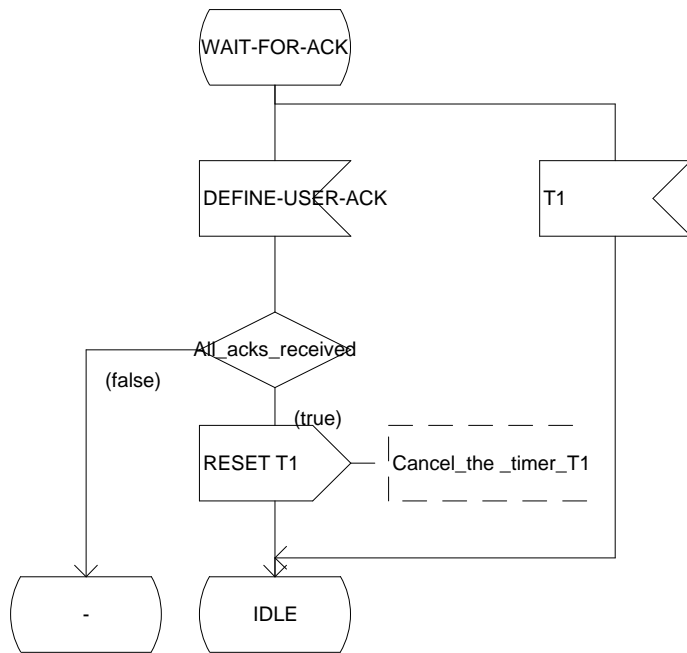 WAIT-FOR-ACK
DEFINE-USER-ACK
T1
All_acks_received
(false)
(true)
RESET T1
Cancel_the _timer_T1
-
IDLE